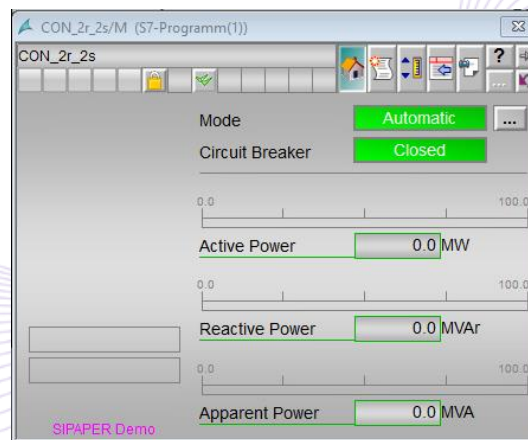 CON_2r_2s/M (S7-Programm(1))
CON_2r_2s
?
...
Mode Automatic ...
Circuit Breaker Closed
0.0 100.0
Active Power 0.0 MW
0.0 100.0
Reactive Power 0.0 MVAr
0.0 100.0
Apparent Power 0.0 MVA
SIPAPER Demo